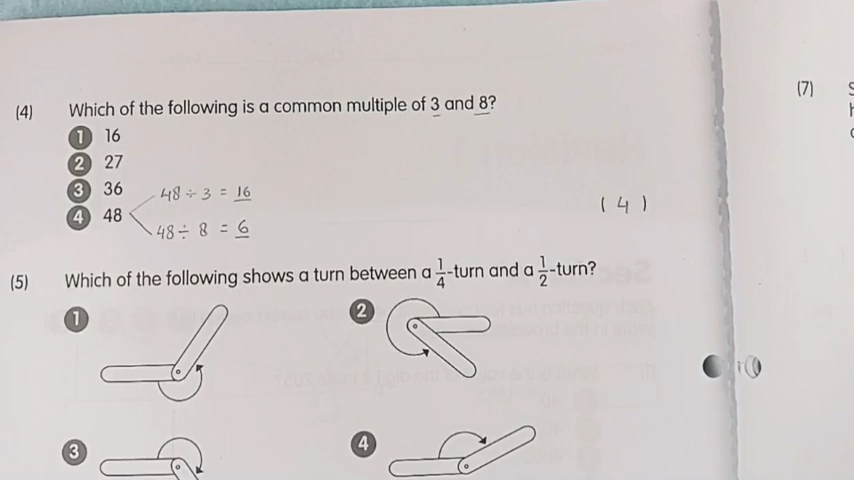 (4) Which of the following is a common multiple of 3 and 8?
1 16
2 27
3 36
4 48
48 ÷ 3 = 16
48 ÷ 8 = 6
( 4 )
(5) Which of the following shows a turn between a 1/4-turn and a 1/2-turn?
1
2
3
4
(7)